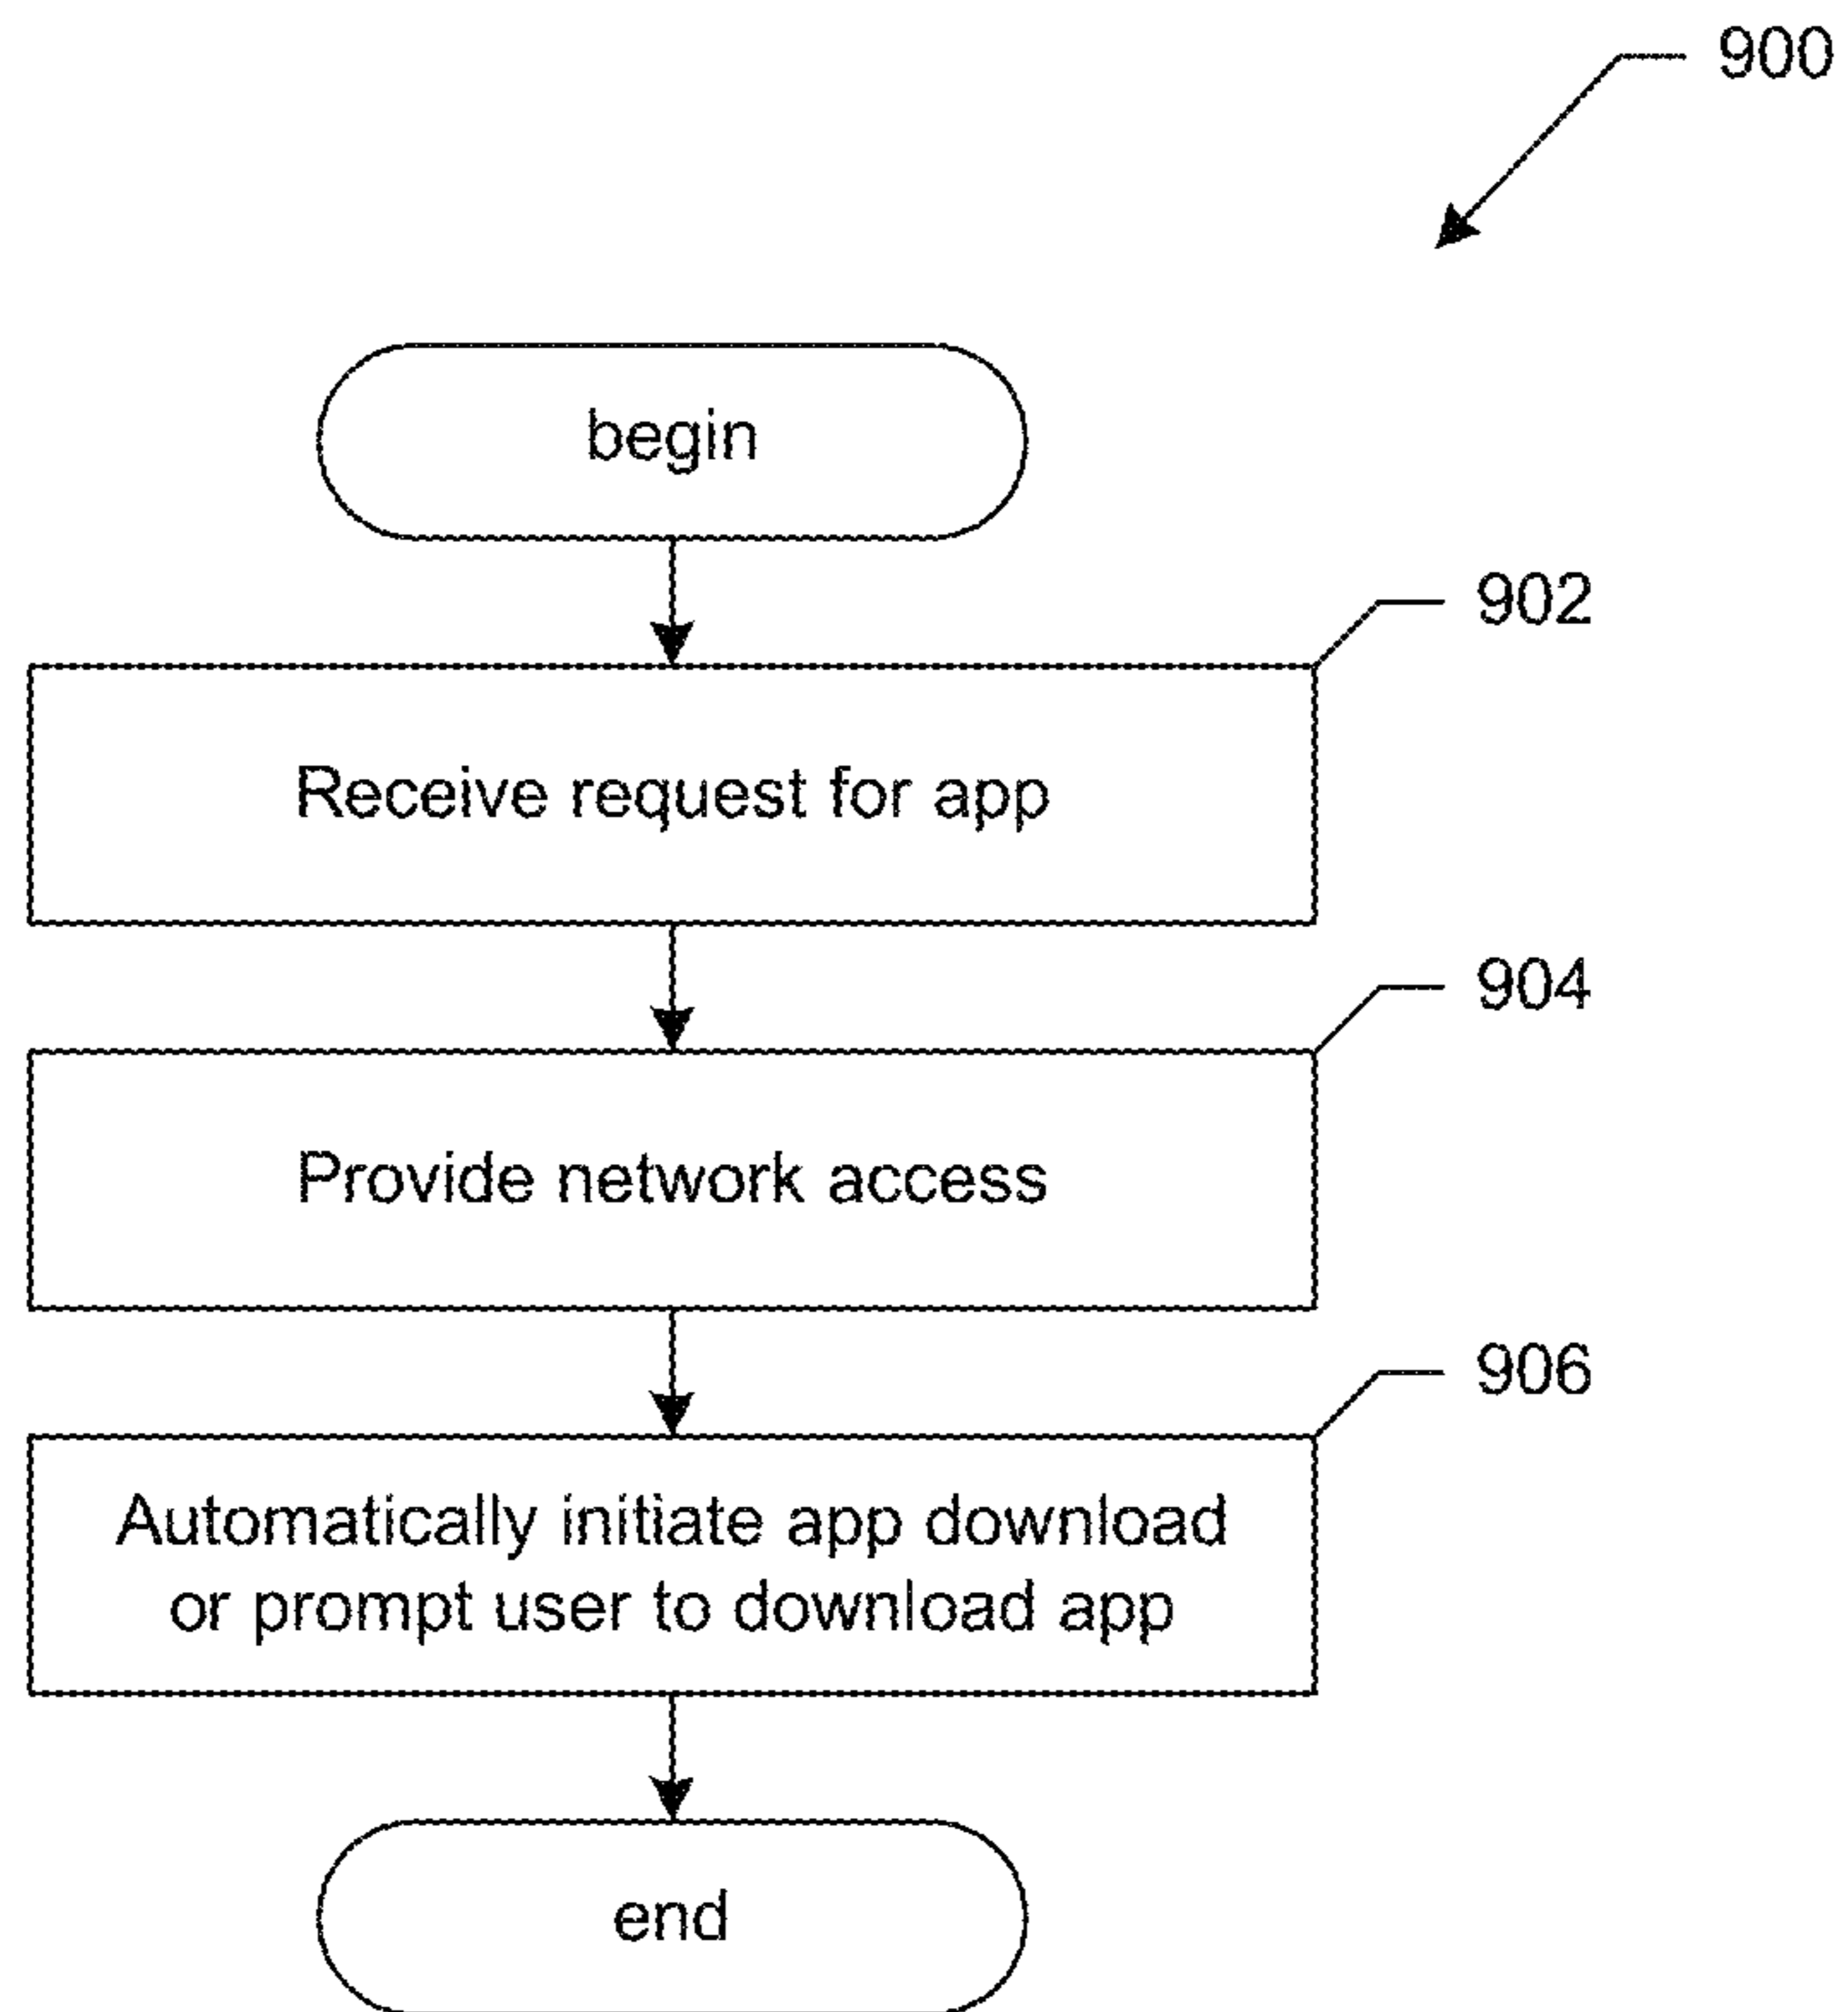 900
begin
902
Receive request for app
904
Provide network access
906
Automatically initiate app download
or prompt user to download app
end